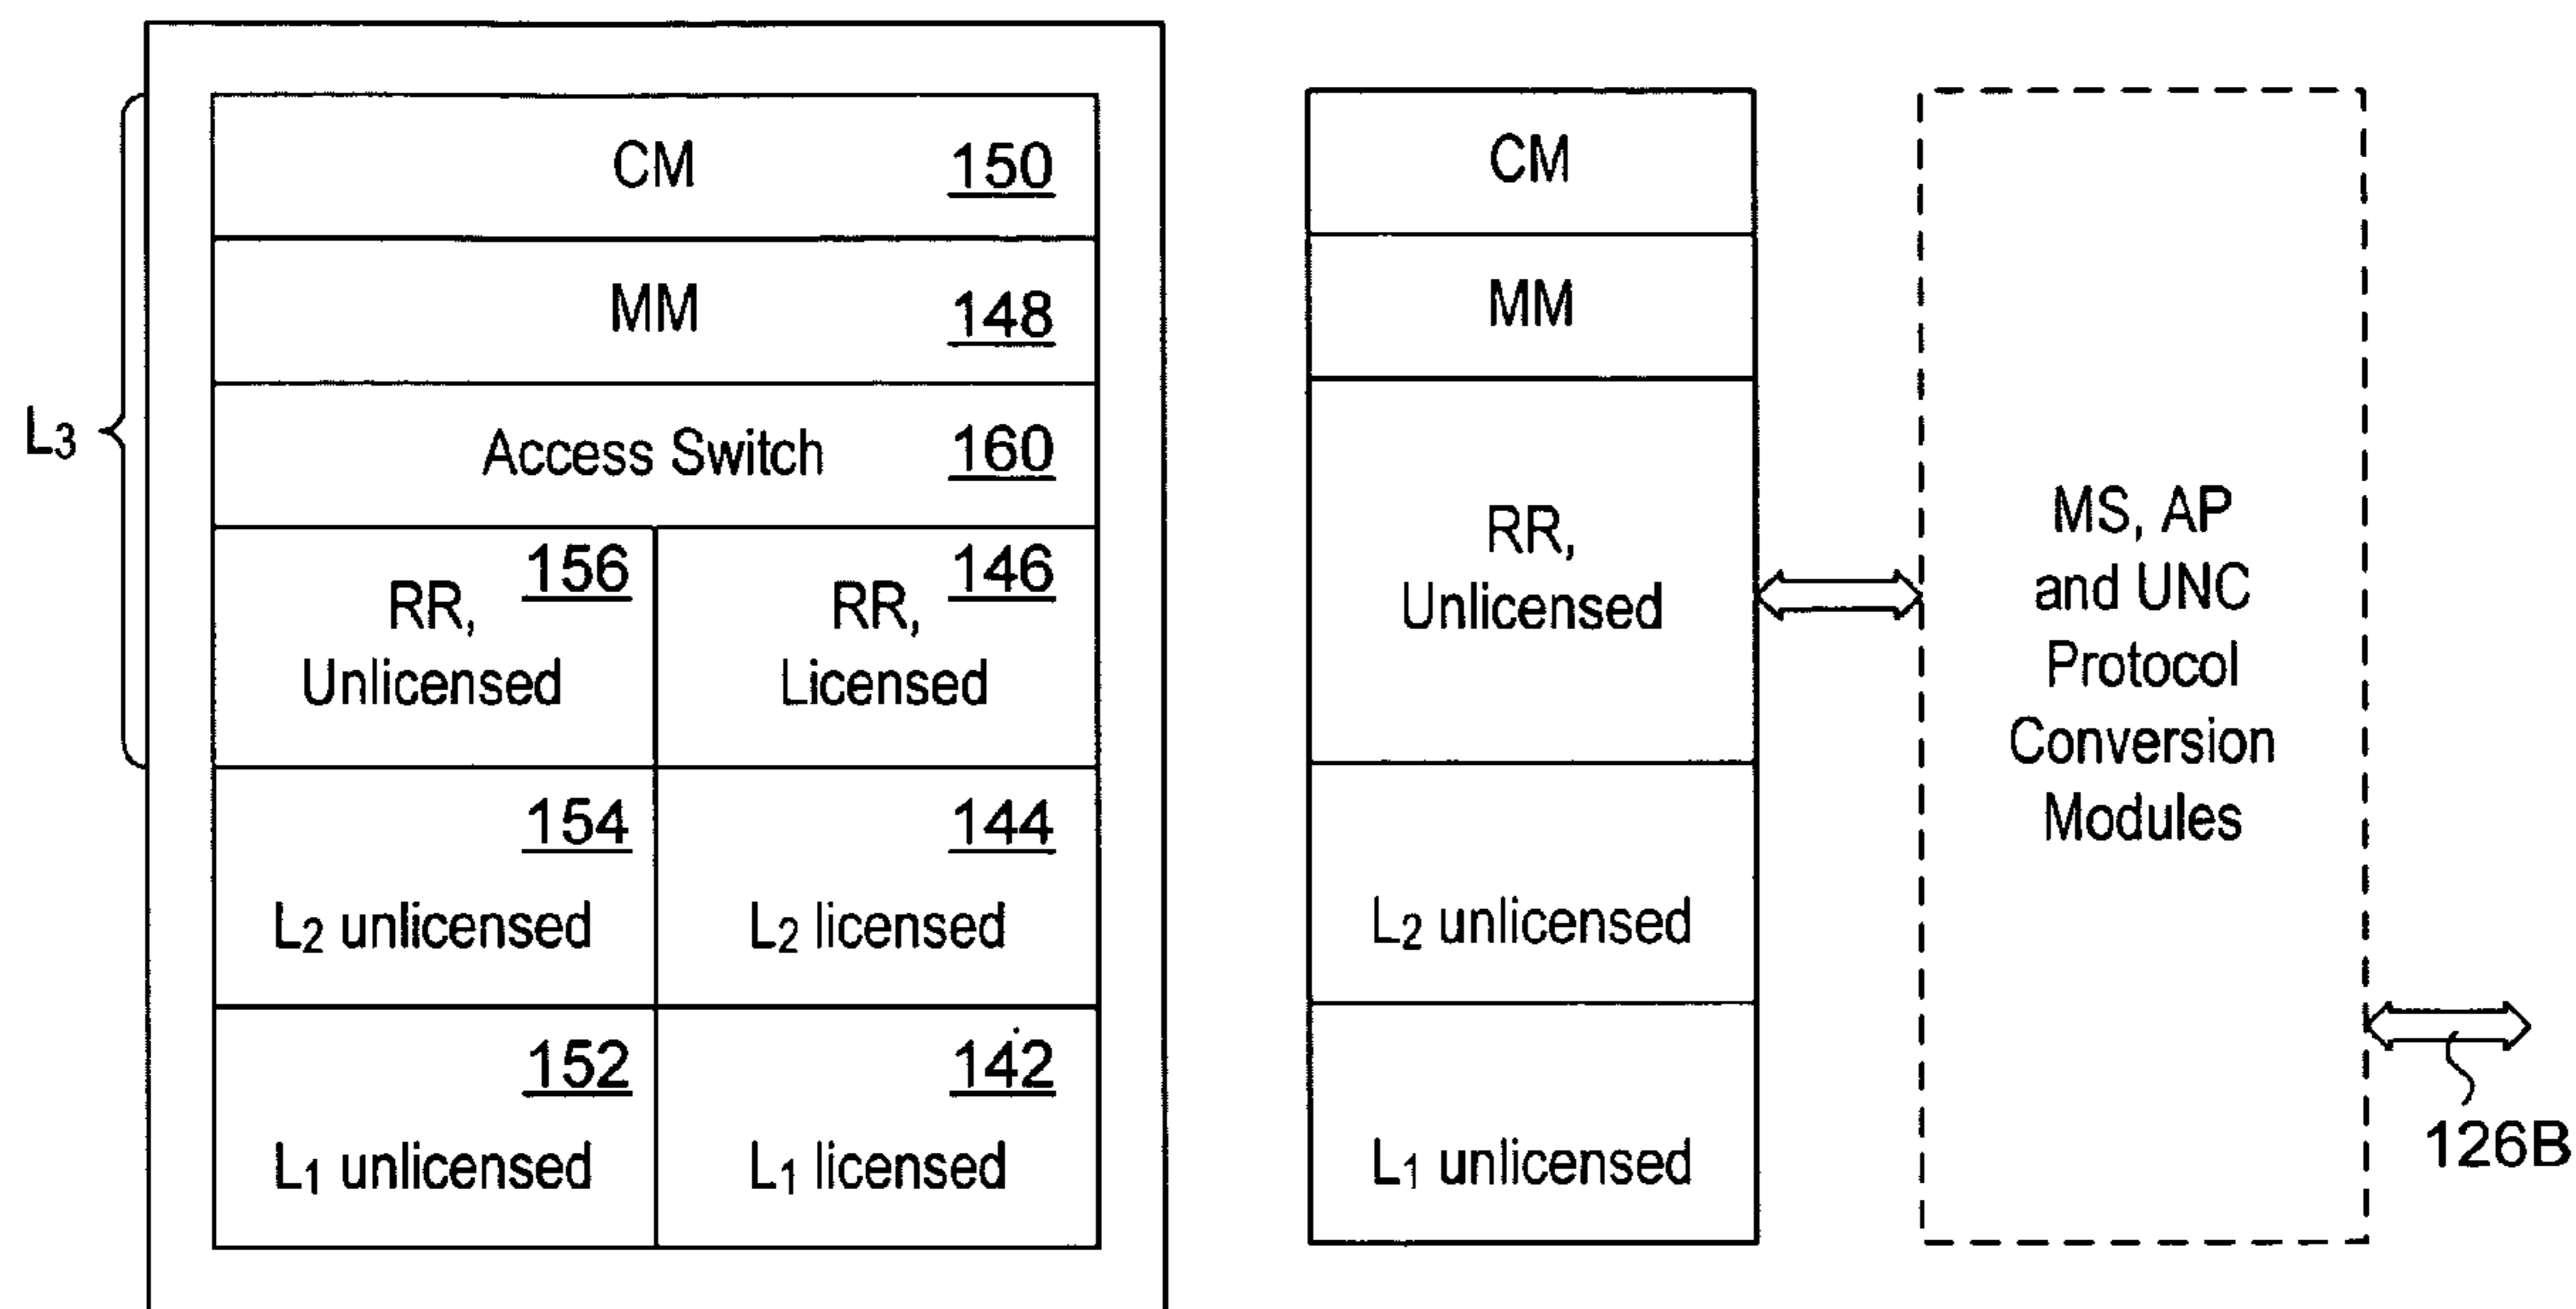 L3
CM 150
MM 148
Access Switch 160
156
RR,
Unlicensed
146
RR,
Licensed
154
L2 unlicensed
144
L2 licensed
152
L1 unlicensed
142
L1 licensed
CM
MM
RR,
Unlicensed
L2 unlicensed
L1 unlicensed
MS, AP
and UNC
Protocol
Conversion
Modules
126B